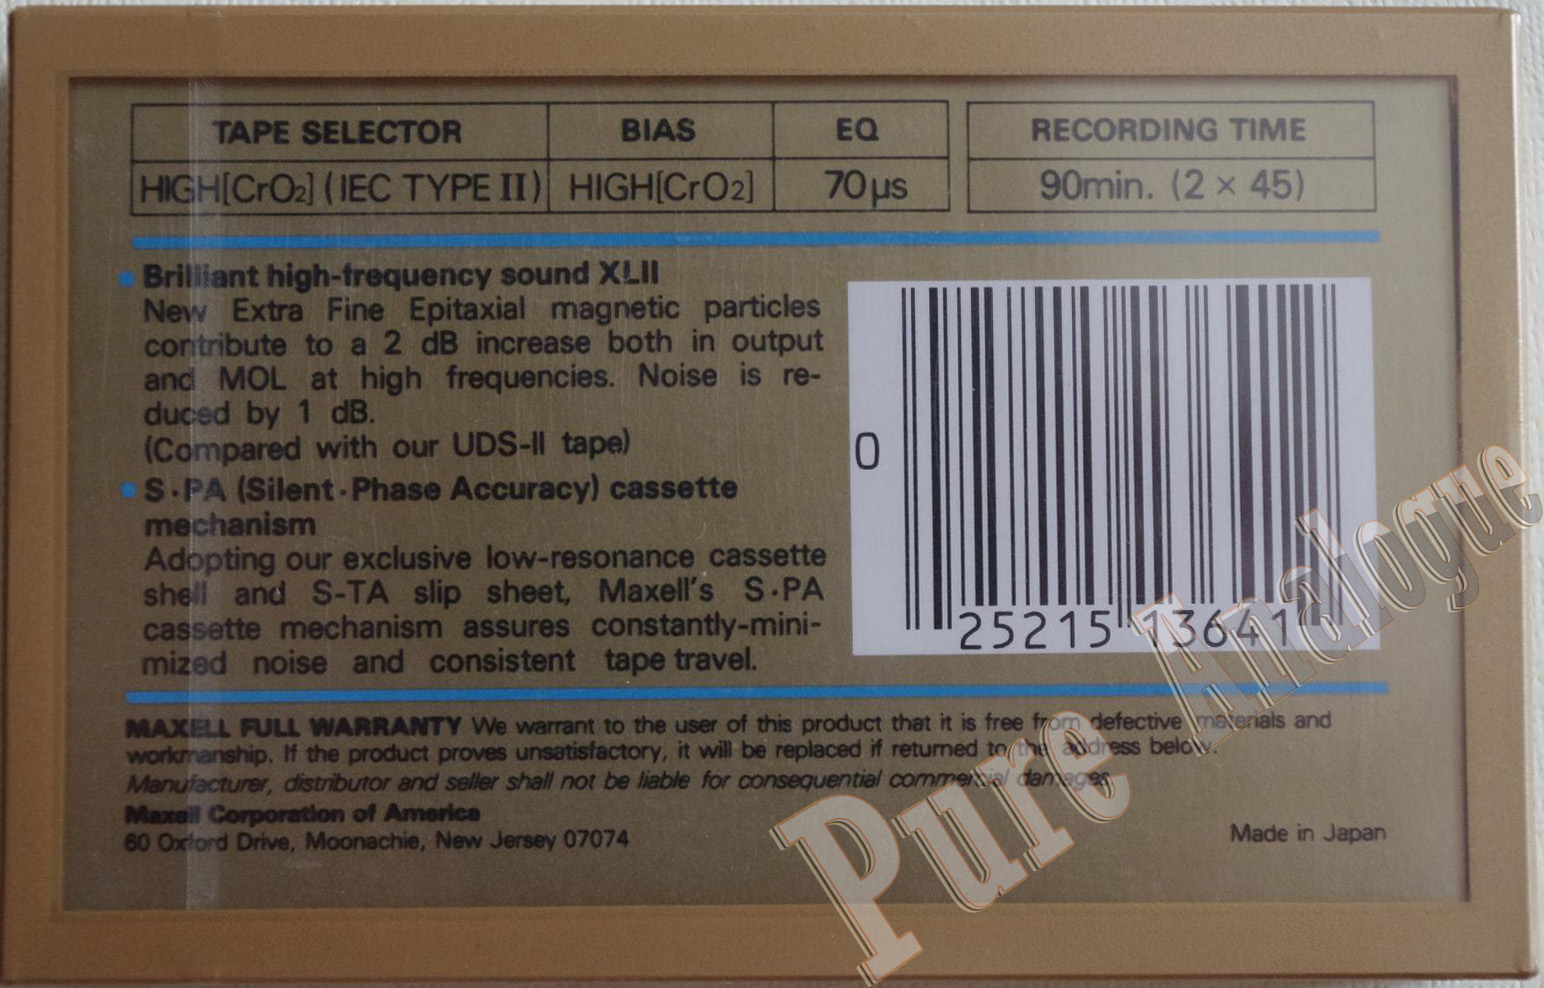 TAPE SELECTOR BIAS EQ RECORDING TIME
HIGH[CrO2] (IEC TYPE II) HIGH[CrO2] 70μs 90min. (2 × 45)
Brilliant high-frequency sound XLII
New Extra Fine Epitaxial magnetic particles
contribute to a 2 dB increase both in output
and MOL at high frequencies. Noise is re-
duced by 1 dB.
(Compared with our UDS-II tape)
S·PA (Silent·Phase Accuracy) cassette
mechanism
Adopting our exclusive low-resonance cassette
shell and S-TA slip sheet, Maxell's S·PA
cassette mechanism assures constantly-mini-
mized noise and consistent tape travel.
0 25215 13641
MAXELL FULL WARRANTY We warrant to the user of this product that it is free from defective materials and
workmanship. If the product proves unsatisfactory, it will be replaced if returned to the address below.
Manufacturer, distributor and seller shall not be liable for consequential commercial damages.
Maxell Corporation of America
60 Oxford Drive, Moonachie, New Jersey 07074
Made in Japan
Pure Analogue